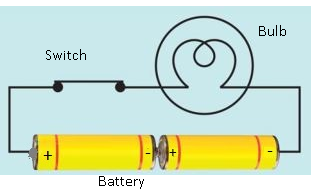 Bulb
Switch
+ - + -
Battery